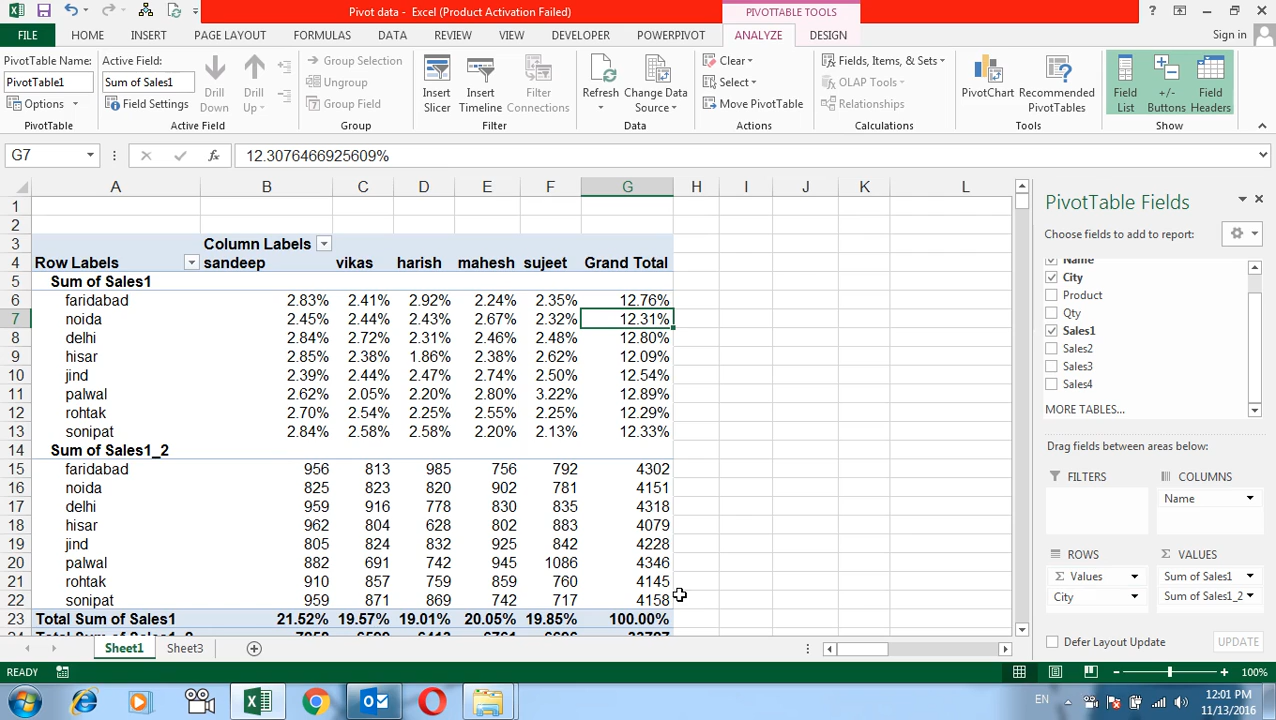 Pivot data - Excel (Product Activation Failed)
PIVOTTABLE TOOLS
?
FILE HOME INSERT PAGE LAYOUT FORMULAS DATA REVIEW VIEW DEVELOPER POWERPIVOT ANALYZE DESIGN Sign in
PivotTable Name:
PivotTable1
Options
PivotTable
Active Field:
Sum of Sales1
Field Settings
Drill Down
Drill Up
Active Field
Group Selection
Ungroup
Group Field
Group
Insert Slicer
Insert Timeline
Filter Connections
Filter
Refresh
Change Data Source
Data
Clear
Select
Move PivotTable
Actions
Fields, Items, & Sets
OLAP Tools
Relationships
Calculations
PivotChart
Recommended PivotTables
Tools
Field List
+/- Buttons
Field Headers
Show
G7 fx 12.3076466925609%
A B C D E F G H I J K L
1
2
3 Column Labels
4 Row Labels sandeep vikas harish mahesh sujeet Grand Total
5 Sum of Sales1
6 faridabad 2.83% 2.41% 2.92% 2.24% 2.35% 12.76%
7 noida 2.45% 2.44% 2.43% 2.67% 2.32% 12.31%
8 delhi 2.84% 2.72% 2.31% 2.46% 2.48% 12.80%
9 hisar 2.85% 2.38% 1.86% 2.38% 2.62% 12.09%
10 jind 2.39% 2.44% 2.47% 2.74% 2.50% 12.54%
11 palwal 2.62% 2.05% 2.20% 2.80% 3.22% 12.89%
12 rohtak 2.70% 2.54% 2.25% 2.55% 2.25% 12.29%
13 sonipat 2.84% 2.58% 2.58% 2.20% 2.13% 12.33%
14 Sum of Sales1_2
15 faridabad 956 813 985 756 792 4302
16 noida 825 823 820 902 781 4151
17 delhi 959 916 778 830 835 4318
18 hisar 962 804 628 802 883 4079
19 jind 805 824 832 925 842 4228
20 palwal 882 691 742 945 1086 4346
21 rohtak 910 857 759 859 760 4145
22 sonipat 959 871 869 742 717 4158
23 Total Sum of Sales1 21.52% 19.57% 19.01% 20.05% 19.85% 100.00%
PivotTable Fields
Choose fields to add to report:
Name
City
Product
Qty
Sales1
Sales2
Sales3
Sales4
MORE TABLES...
Drag fields between areas below:
FILTERS
COLUMNS
Name
ROWS
Σ Values
City
Σ VALUES
Sum of Sales1
Sum of Sales1_2
Defer Layout Update UPDATE
Sheet1 Sheet3
READY 100%
EN
12:01 PM
11/13/2016